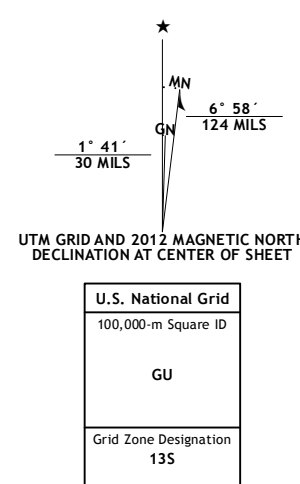 ★
MN
6° 58´
124 MILS
GN
1° 41´
30 MILS
UTM GRID AND 2012 MAGNETIC NORTH
DECLINATION AT CENTER OF SHEET
U.S. National Grid
100,000-m Square ID
GU
Grid Zone Designation
13S